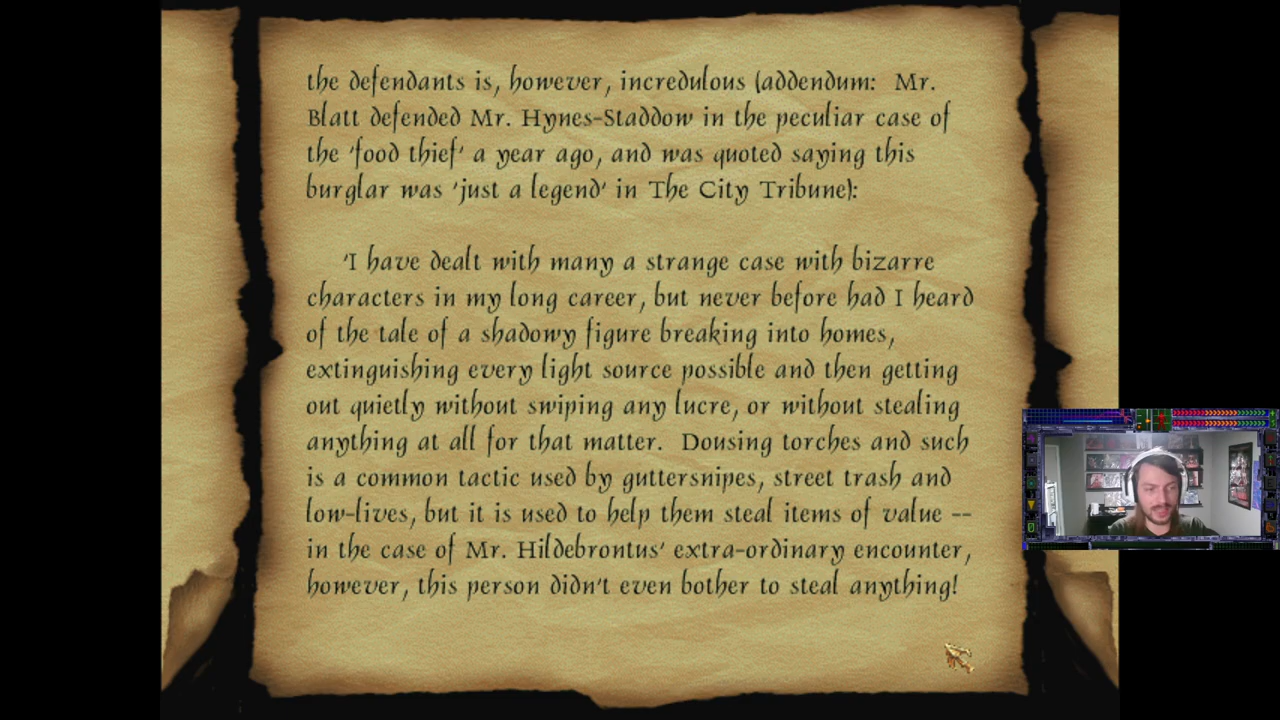 the defendants is, however, incredulous (addendum:  Mr.
Blatt defended Mr. Hynes-Staddow in the peculiar case of
the 'food thief' a year ago, and was quoted saying this
burglar was 'just a legend' in The City Tribune):
'I have dealt with many a strange case with bizarre
characters in my long career, but never before had I heard
of the tale of a shadowy figure breaking into homes,
extinguishing every light source possible and then getting
out quietly without swiping any lucre, or without stealing
anything at all for that matter.  Dousing torches and such
is a common tactic used by guttersnipes, street trash and
low-lives, but it is used to help them steal items of value --
in the case of Mr. Hildebrontus' extra-ordinary encounter,
however, this person didn't even bother to steal anything!